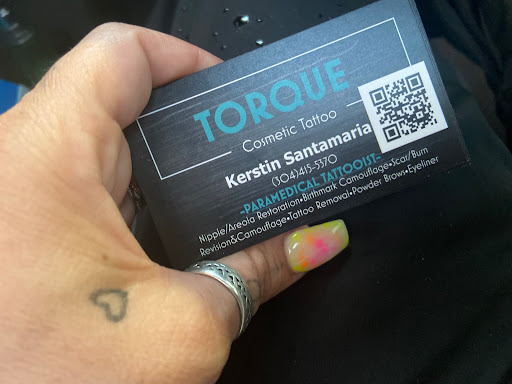 TORQUE
Cosmetic Tattoo
Kerstin Santamaria
(304)415-5370
-PARAMEDICAL TATTOOIST-
Nipple/Areola Restoration•Birthmark Camouflage•Scar/Burn
Revision&Camouflage•Tattoo Removal•Powder Brows•Eyeliner